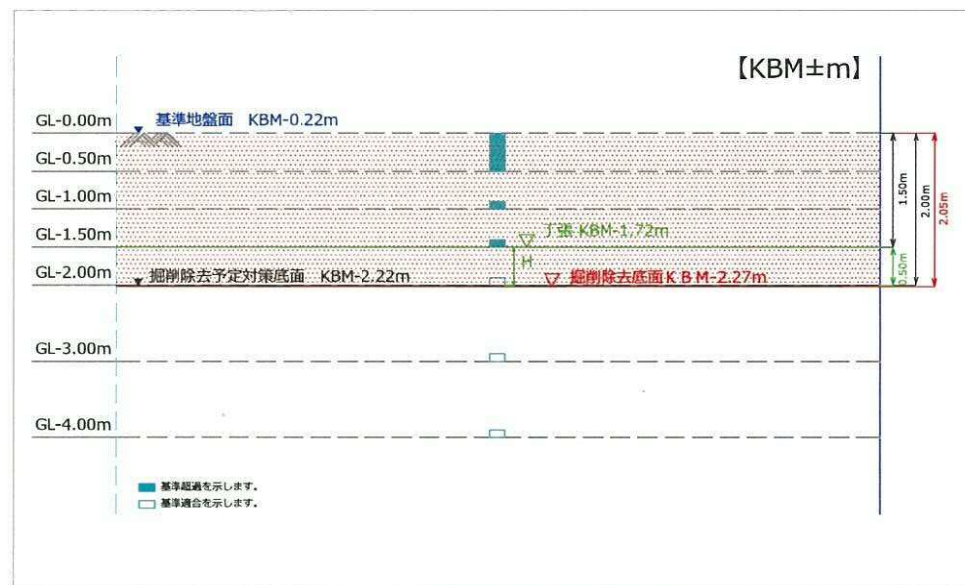 【KBM±m】
GL-0.00m
基準地盤面 KBM-0.22m
GL-0.50m
GL-1.00m
GL-1.50m
丁張 KBM-1.72m
H
GL-2.00m
掘削除去予定対策底面 KBM-2.22m
掘削除去底面KBM-2.27m
1.50m
2.00m
2.05m
0.50m
GL-3.00m
GL-4.00m
基準超過を示します。
基準適合を示します。